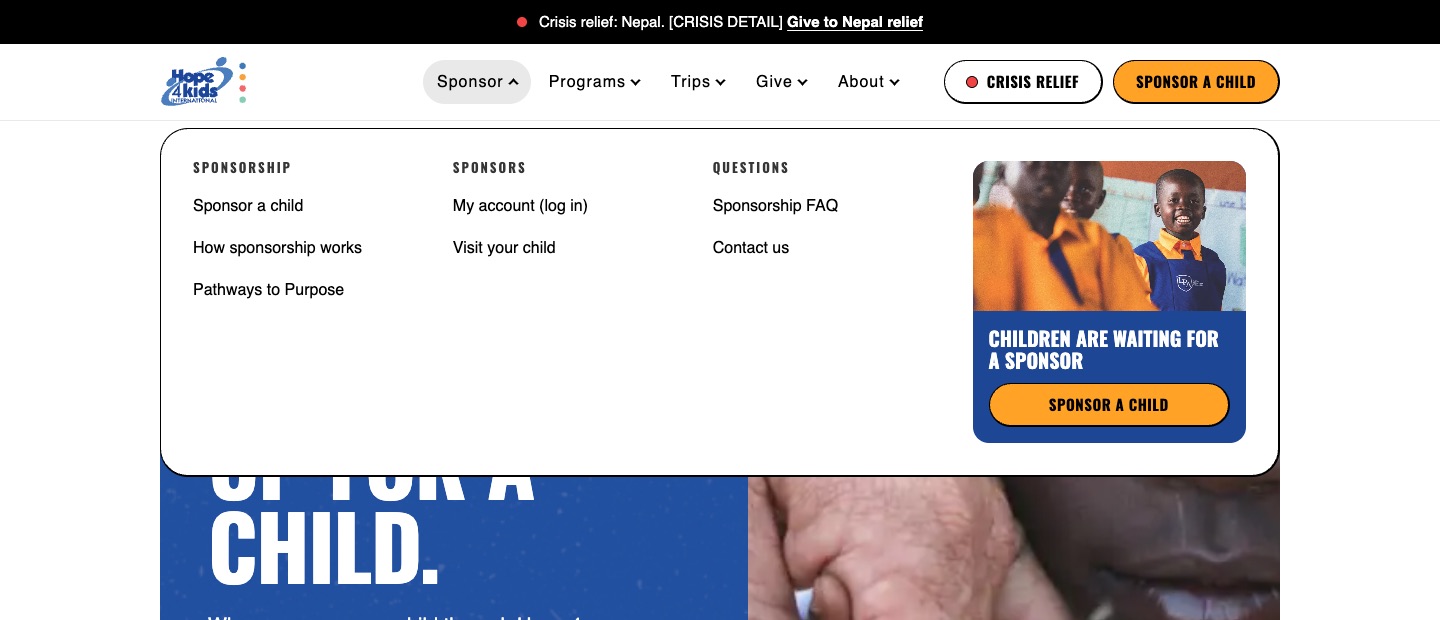 Crisis relief: Nepal. [CRISIS DETAIL] Give to Nepal relief
Hope
4kids
INTERNATIONAL
Sponsor Programs Trips Give About CRISIS RELIEF SPONSOR A CHILD
SPONSORSHIP
Sponsor a child
How sponsorship works
Pathways to Purpose
SPONSORS
My account (log in)
Visit your child
QUESTIONS
Sponsorship FAQ
Contact us
CHILDREN ARE WAITING FOR
A SPONSOR
SPONSOR A CHILD
UP FOR A
CHILD.